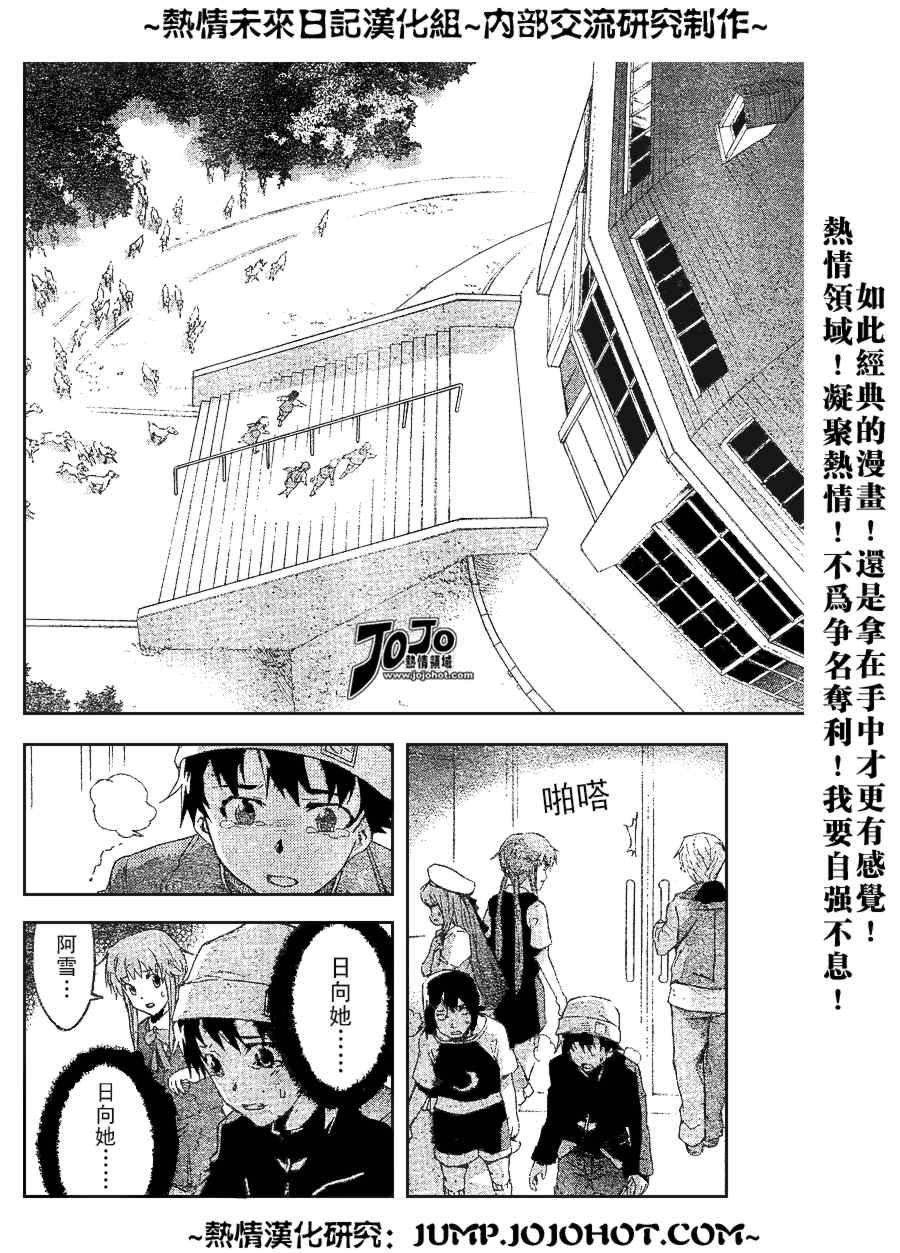 ~熱情未來日記漢化組~内部交流研究制作~
如此經典的漫畫！還是拿在手中才更有感覺！
熱情領域！凝聚熱情！不爲争名奪利！我要自强不息！
JOJO
熱情領域
www.jojohot.com
啪嗒
日向她……
阿雪…
日向她……
~熱情漢化研究：JUMP.JOJOHOT.COM~